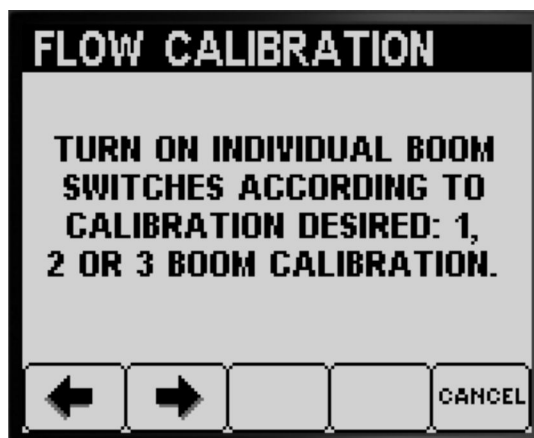 FLOW CALIBRATION
TURN ON INDIVIDUAL BOOM
SWITCHES ACCORDING TO
CALIBRATION DESIRED: 1,
2 OR 3 BOOM CALIBRATION.
CANCEL